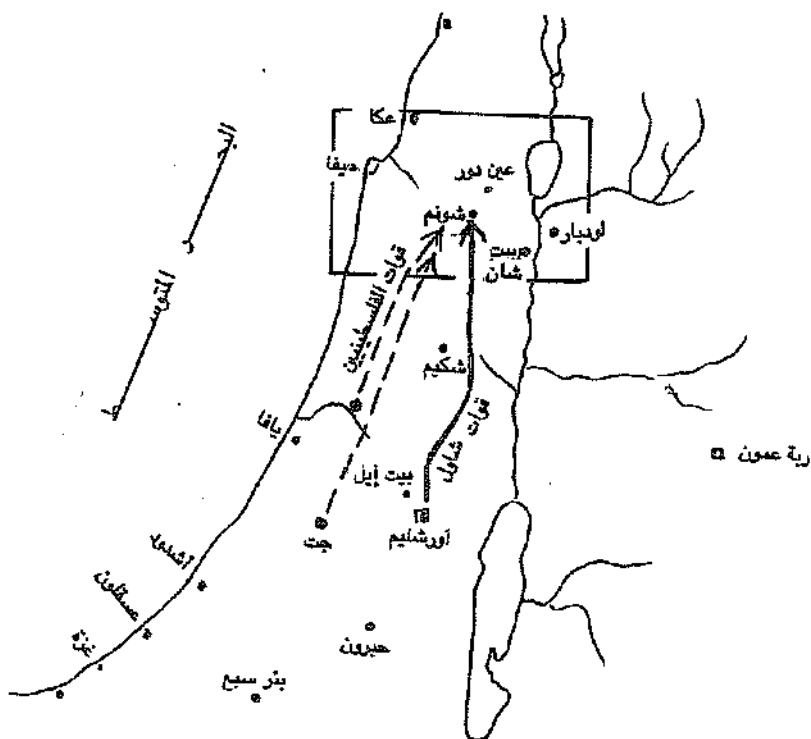 عكا
حيفا
عين دور
شونم
لودبار
بيت
شان
البحر
المتوسط
قوات الفلسطينيين
شكيم
قوات شاول
يافا
بيت إيل
أورشليم
جت
ربة عمون
أشدود
عسقلون
غزة
حبرون
بئر سبع